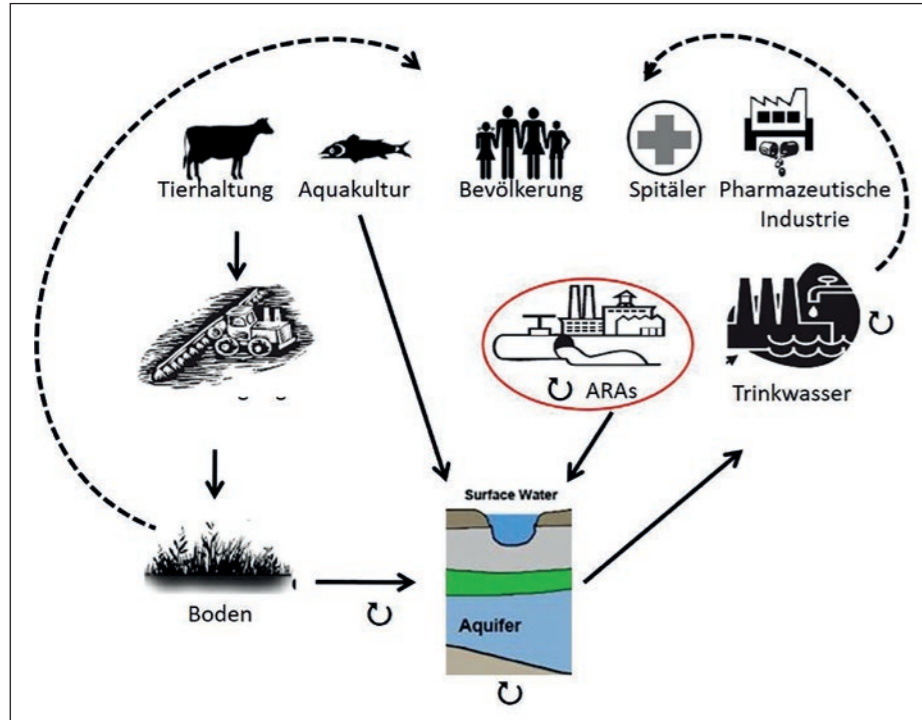 Tierhaltung
Aquakultur
Bevölkerung
Spitäler
Pharmazeutische
Industrie
ARAs
Trinkwasser
Surface Water
Boden
Aquifer